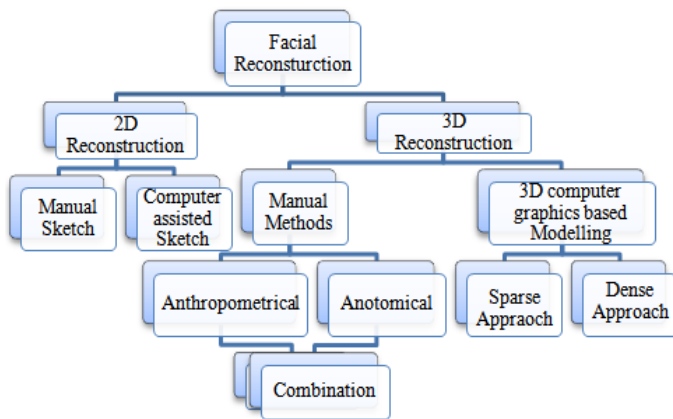 Facial
Reconsturction
2D
Reconstruction
3D
Reconstruction
Manual
Sketch
Computer
assisted
Sketch
Manual
Methods
3D computer
graphics based
Modelling
Anthropometrical
Anotomical
Sparse
Appraoch
Dense
Approach
Combination